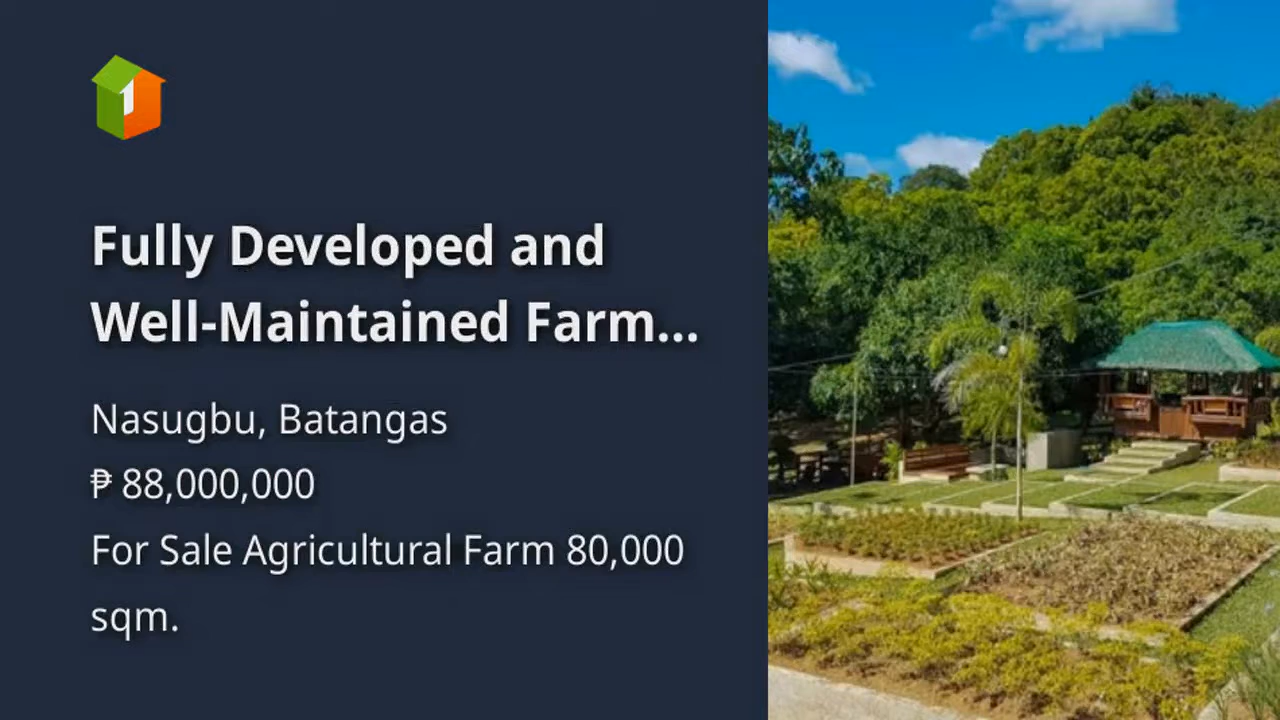 Fully Developed and
Well-Maintained Farm...
Nasugbu, Batangas
₱ 88,000,000
For Sale Agricultural Farm 80,000
sqm.